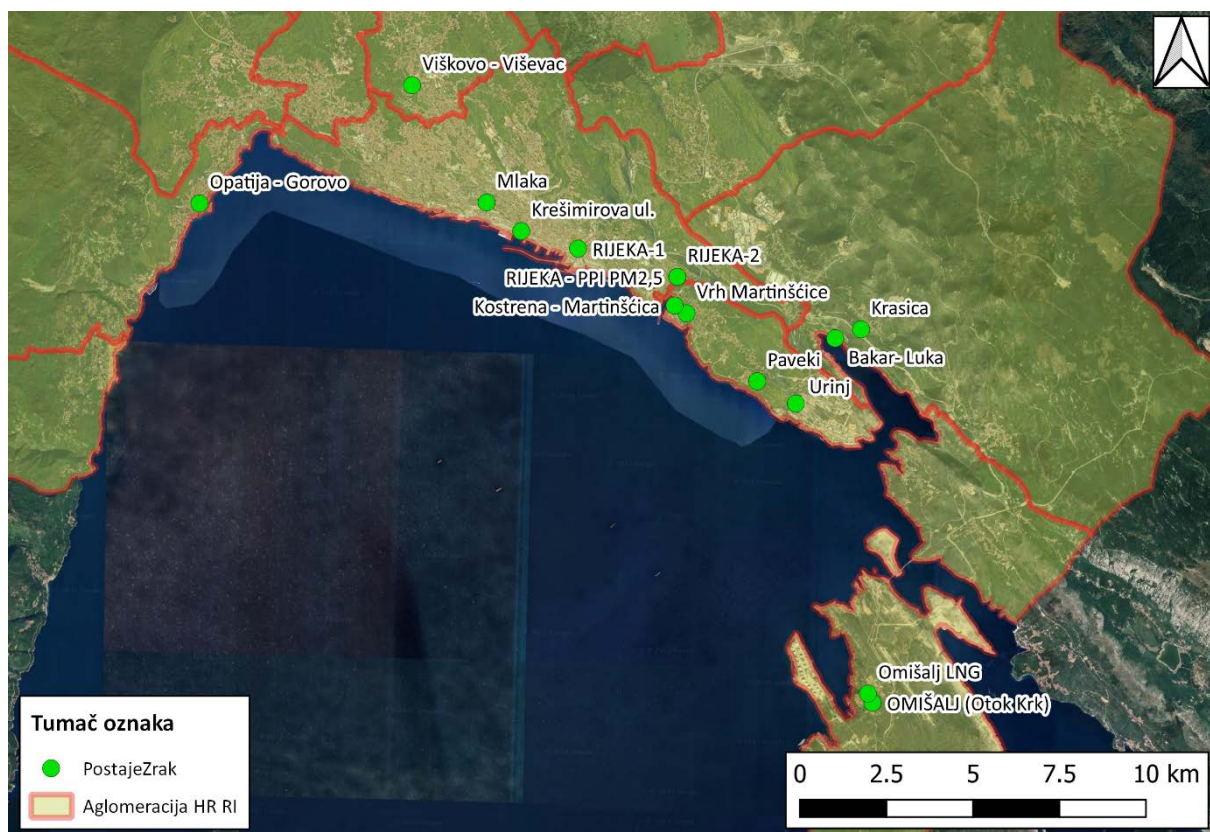 Viškovo - Viševac
Opatija - Gorovo
Mlaka
Krešimirova ul.
RIJEKA-1
RIJEKA-2
RIJEKA - PPI PM2,5
Vrh Martinšćice
Kostrena - Martinšćica
Krasica
Bakar- Luka
Paveki
Urinj
Omišalj LNG
OMIŠALJ (Otok Krk)
Tumač oznaka
PostajeZrak
Aglomeracija HR RI
0 2.5 5 7.5 10 km